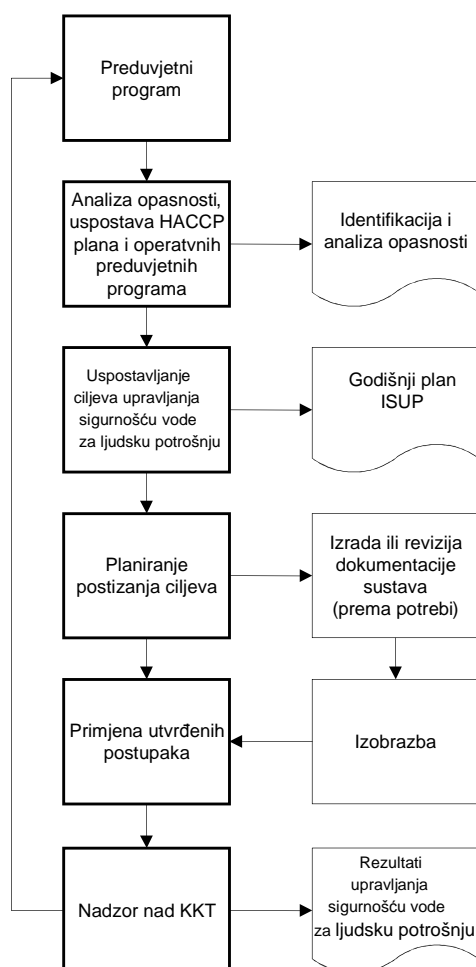 Preduvjetni
program
Analiza opasnosti,
uspostava HACCP
plana i operatvnih
preduvjetnih
programa
Identifikacija i
analiza opasnosti
Uspostavljanje
ciljeva upravljanja
sigurnošću vode
za ljudsku potrošnju
Godišnji plan
ISUP
Planiranje
postizanja ciljeva
Izrada ili revizija
dokumentacije
sustava
(prema potrebi)
Primjena utvrđenih
postupaka
Izobrazba
Nadzor nad KKT
Rezultati
upravljanja
sigurnošću vode
za ljudsku potrošnju